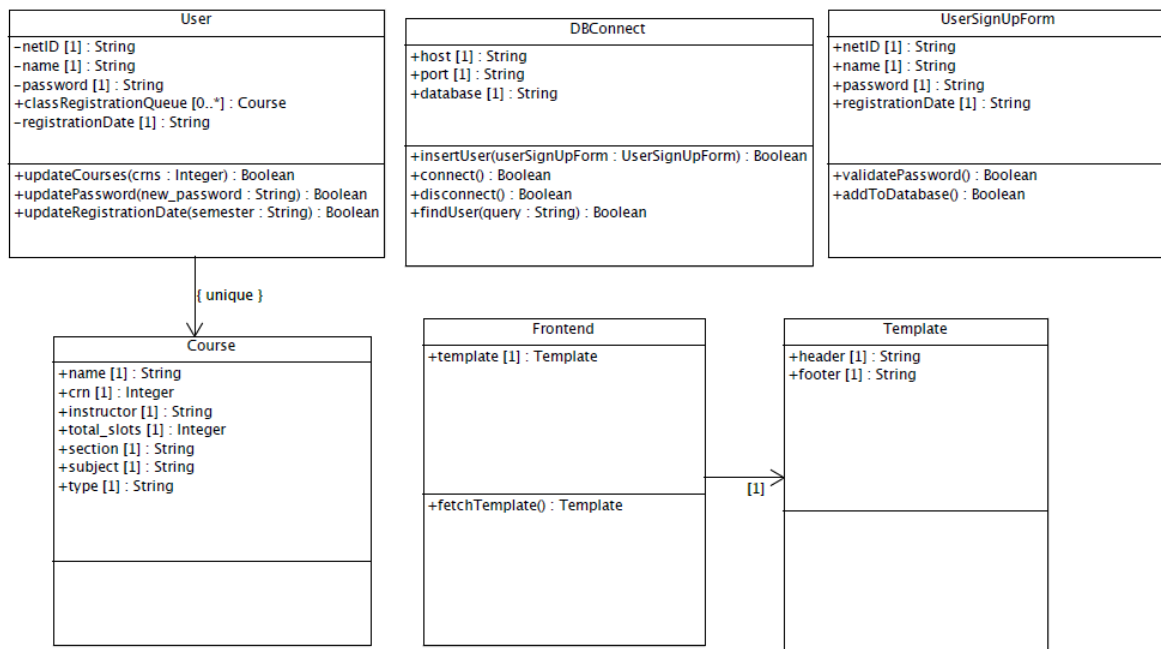 User
-netID [1] : String
-name [1] : String
-password [1] : String
+classRegistrationQueue [0..*] : Course
-registrationDate [1] : String
+updateCourses(crns : Integer) : Boolean
+updatePassword(new_password : String) : Boolean
+updateRegistrationDate(semester : String) : Boolean
DBConnect
+host [1] : String
+port [1] : String
+database [1] : String
+insertUser(userSignUpForm : UserSignUpForm) : Boolean
+connect() : Boolean
+disconnect() : Boolean
+findUser(query : String) : Boolean
UserSignUpForm
+netID [1] : String
+name [1] : String
+password [1] : String
+registrationDate [1] : String
+validatePassword() : Boolean
+addToDatabase() : Boolean
{ unique }
Course
+name [1] : String
+crn [1] : Integer
+instructor [1] : String
+total_slots [1] : Integer
+section [1] : String
+subject [1] : String
+type [1] : String
Frontend
+template [1] : Template
+fetchTemplate() : Template
[1]
Template
+header [1] : String
+footer [1] : String